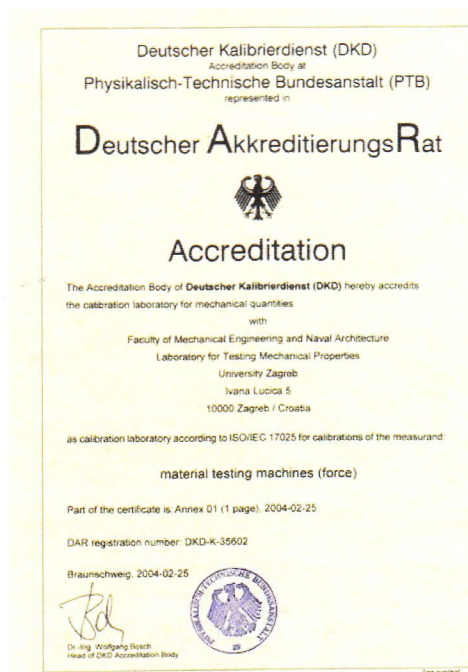 Deutscher Kalibrierdienst (DKD)
Accreditation Body at
Physikalisch-Technische Bundesanstalt (PTB)
represented in
Deutscher AkkreditierungsRat
Accreditation
The Accreditation Body of Deutscher Kalibrierdienst (DKD) hereby accredits
the calibration laboratory for mechanical quantities
with
Faculty of Mechanical Engineering and Naval Architecture
Laboratory for Testing Mechanical Properties
University Zagreb
Ivana Lucica 5
10000 Zagreb / Croatia
as calibration laboratory according to ISO/IEC 17025 for calibrations of the measurand:
material testing machines (force)
Part of the certificate is Annex 01 (1 page), 2004-02-25
DAR registration number: DKD-K-35602
Braunschweig, 2004-02-25
PHYSIKALISCH-TECHNISCHE BUNDESANSTALT
Dr.-Ing. Wolfgang Bosch
Head of DKD Accreditation Body